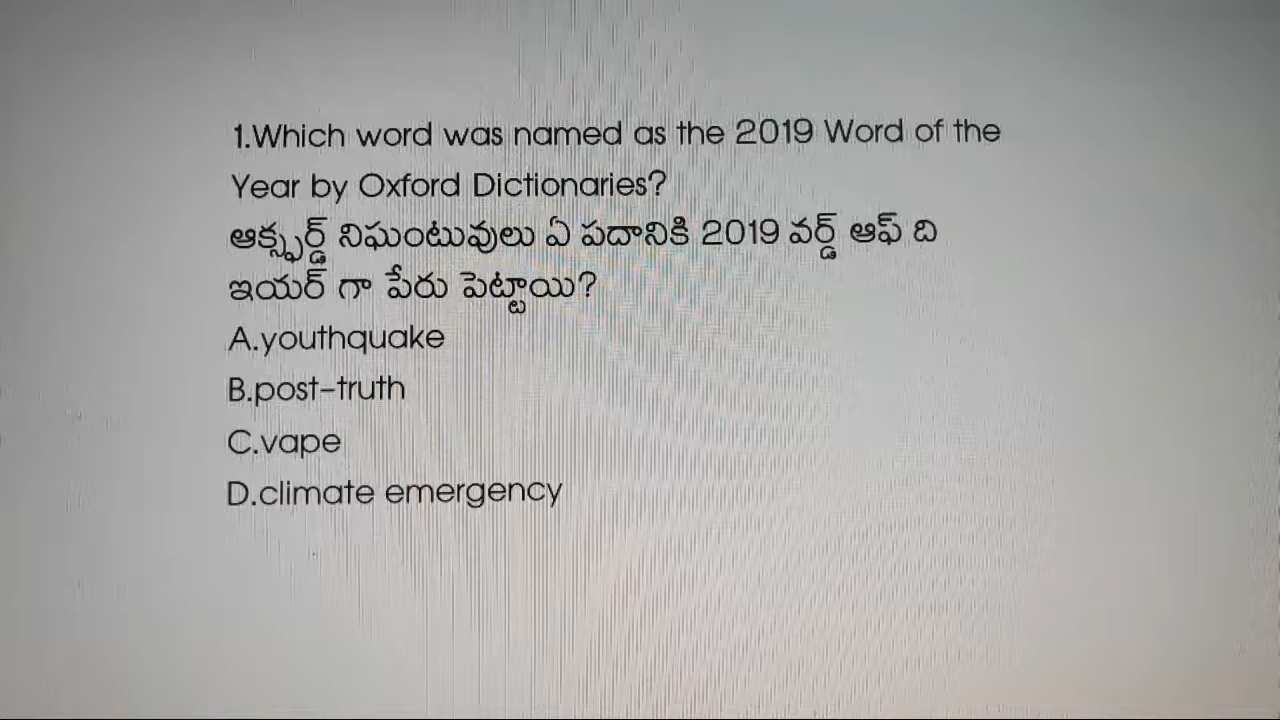 1.Which word was named as the 2019 Word of the
Year by Oxford Dictionaries?
ఆక్స్ఫర్డ్ నిఘంటువులు ఏ పదానికి 2019 వర్డ్ ఆఫ్ ది
ఇయర్ గా పేరు పెట్టాయి?
A.youthquake
B.post-truth
C.vape
D.climate emergency